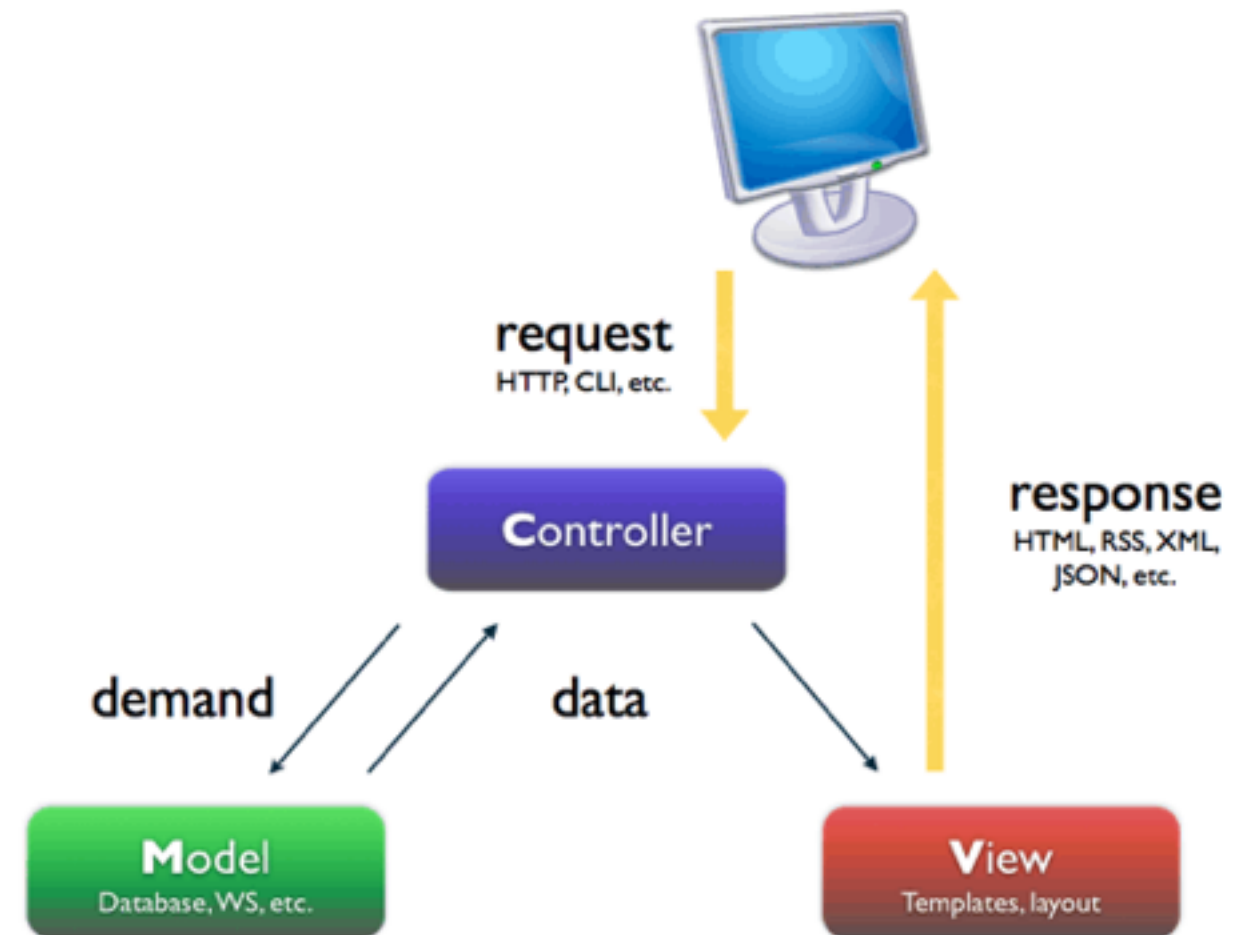 request
HTTP, CLI, etc.
Controller
response
HTML, RSS, XML,
JSON, etc.
demand
data
Model
Database, WS, etc.
View
Templates, layout